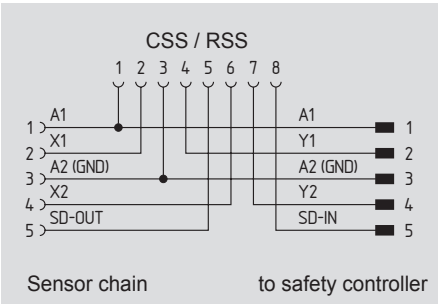 CSS / RSS
1 2 3 4 5 6 7 8
A1 A1
1 1
X1 Y1
2 2
A2 (GND) A2 (GND)
3 3
X2 Y2
4 4
SD-OUT SD-IN
5 5
Sensor chain to safety controller